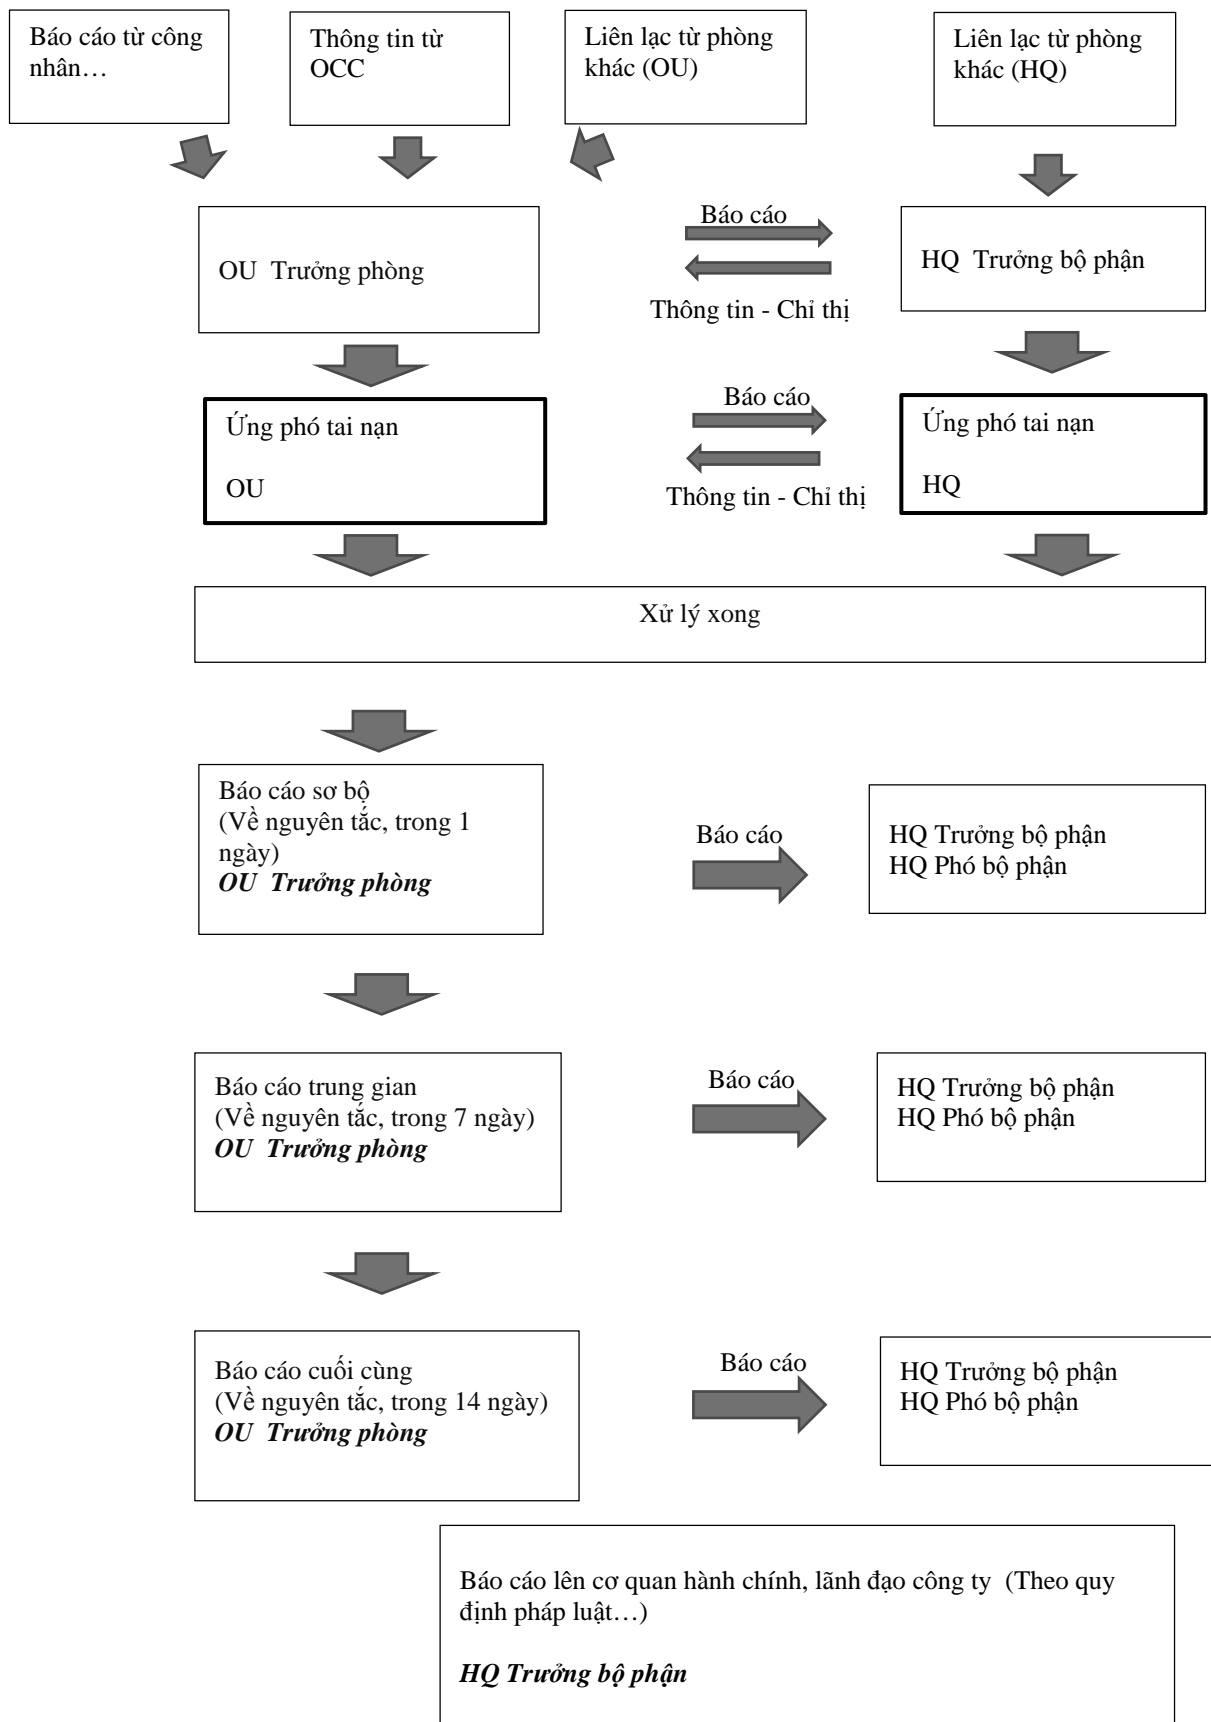 Báo cáo từ công
nhân…
Thông tin từ
OCC
Liên lạc từ phòng
khác (OU)
Liên lạc từ phòng
khác (HQ)
OU Trưởng phòng
Báo cáo
Thông tin - Chỉ thị
HQ Trưởng bộ phận
Ứng phó tai nạn
OU
Báo cáo
Thông tin - Chỉ thị
Ứng phó tai nạn
HQ
Xử lý xong
Báo cáo sơ bộ
(Về nguyên tắc, trong 1
ngày)
OU Trưởng phòng
Báo cáo
HQ Trưởng bộ phận
HQ Phó bộ phận
Báo cáo trung gian
(Về nguyên tắc, trong 7 ngày)
OU Trưởng phòng
Báo cáo
HQ Trưởng bộ phận
HQ Phó bộ phận
Báo cáo cuối cùng
(Về nguyên tắc, trong 14 ngày)
OU Trưởng phòng
Báo cáo
HQ Trưởng bộ phận
HQ Phó bộ phận
Báo cáo lên cơ quan hành chính, lãnh đạo công ty (Theo quy
định pháp luật…)
HQ Trưởng bộ phận